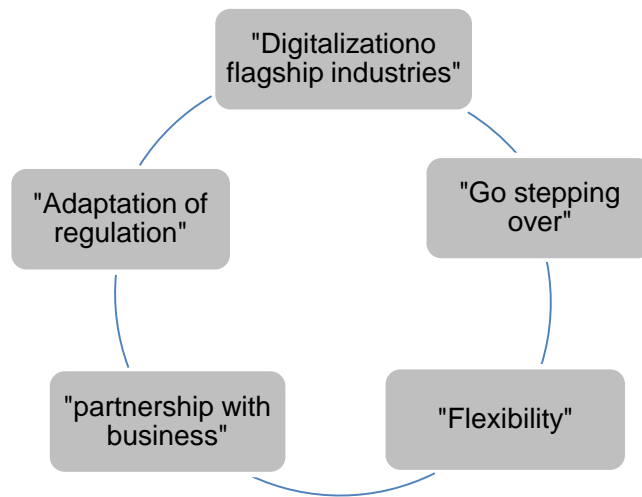 "Digitalizationo
flagship industries"
"Go stepping
over"
"Flexibility"
"partnership with
business"
"Adaptation of
regulation"